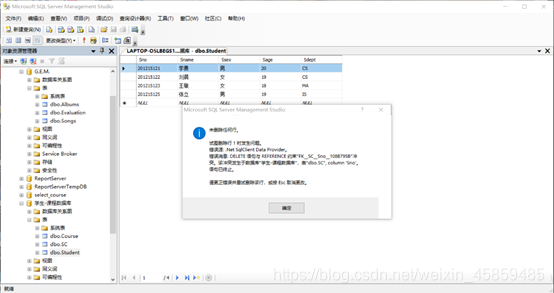 Microsoft SQL Server Management Studio
文件(F) 编辑(E) 查看(V) 项目(P) 调试(D) 查询设计器(R) 工具(T) 窗口(W) 社区(C) 帮助(H)
新建查询(N)
更改类型(Y)
对象资源管理器
LAPTOP-OSLBEGS1...据库 - dbo.Student
连接
G.E.M.
数据库关系图
表
系统表
dbo.Albums
dbo.Evaluation
dbo.Songs
视图
同义词
可编程性
Service Broker
存储
安全性
ReportServer
ReportServerTempDB
select_course
学生-课程数据库
数据库关系图
表
系统表
dbo.Course
dbo.SC
dbo.Student
视图
同义词
可编程性
Sno Sname Ssex Sage Sdept
201215121 李勇 男 20 CS
201215122 刘晨 女 19 CS
201215123 王敏 女 18 MA
201215125 张立 男 19 IS
NULL NULL NULL NULL NULL
Microsoft SQL Server Management Studio
未删除任何行。
试图删除行 1 时发生问题。
错误源: .Net SqlClient Data Provider。
错误消息: DELETE 语句与 REFERENCE 约束"FK__SC__Sno__108B795B"冲
突。该冲突发生于数据库"学生-课程数据库"，表"dbo.SC", column 'Sno'。
语句已终止。
请更正错误并重试删除该行，或按 Esc 取消更改。
确定
1 / 4
就绪
https://blog.csdn.net/weixin_45859485